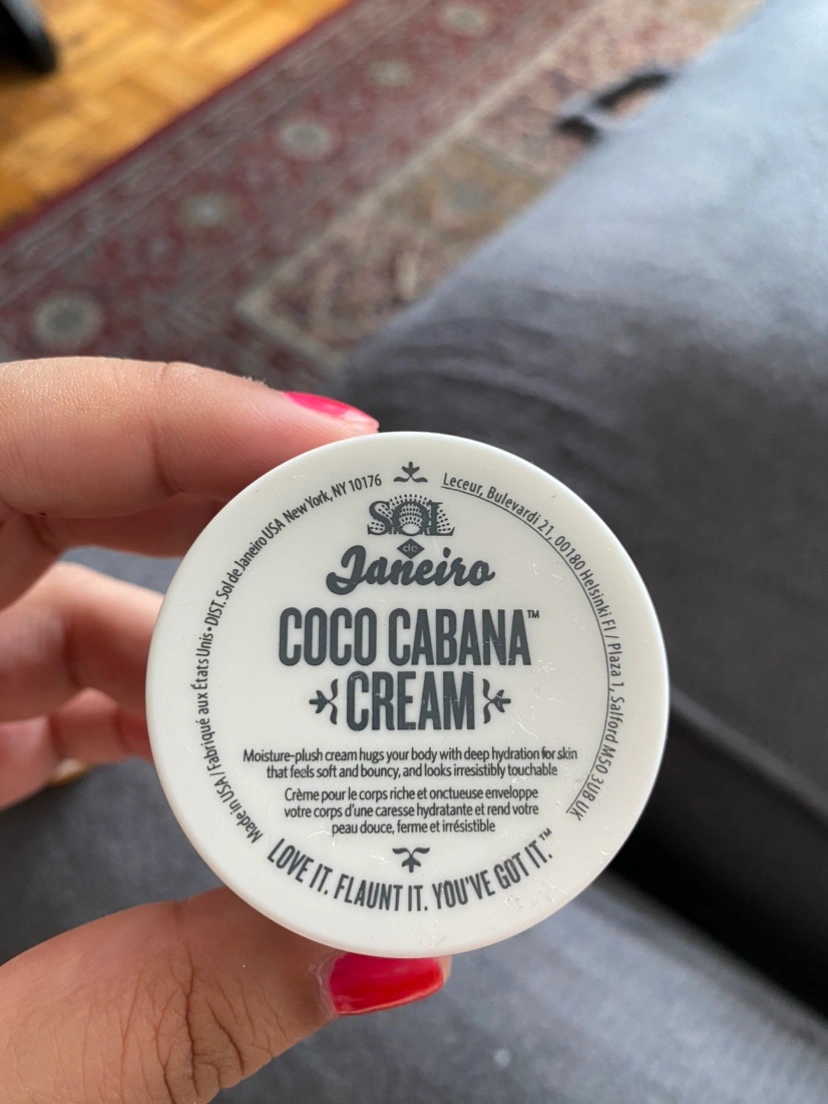 SOL
de
Janeiro
COCO CABANA™
CREAM
Moisture-plush cream hugs your body with deep hydration for skin
that feels soft and bouncy, and looks irresistibly touchable
Crème pour le corps riche et onctueuse enveloppe
votre corps d'une caresse hydratante et rend votre
peau douce, ferme et irrésistible
LOVE IT. FLAUNT IT. YOU'VE GOT IT.™
Made in USA / Fabriqué aux États Unis • DIST. Sol de Janeiro USA New York, NY 10176
Leceur, Bulevardi 21, 00180 Helsinki FI / Plaza 1, Salford M50 3UB UK